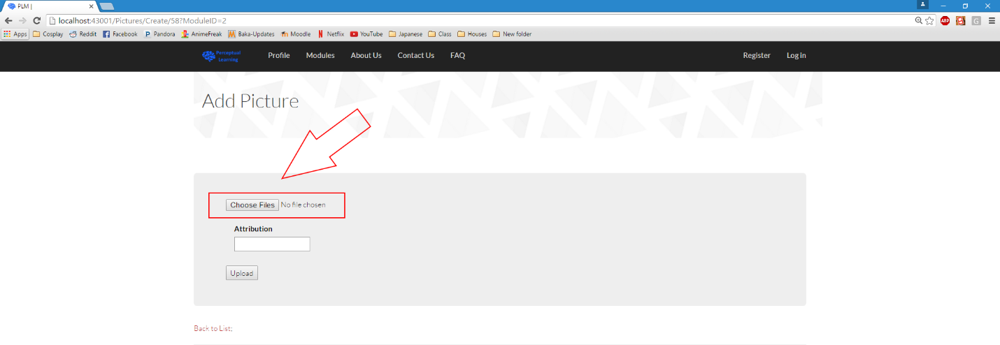 PLM |
localhost:43001/Pictures/Create/58?ModuleID=2
ABP G
Apps Cosplay Reddit Facebook Pandora AnimeFreak Baka-Updates Moodle Netflix YouTube Japanese Class Houses New folder
Perceptual
Learning
Profile Modules About Us Contact Us FAQ Register Log in
Add Picture
Choose Files No file chosen
Attribution
Upload
Back to List;